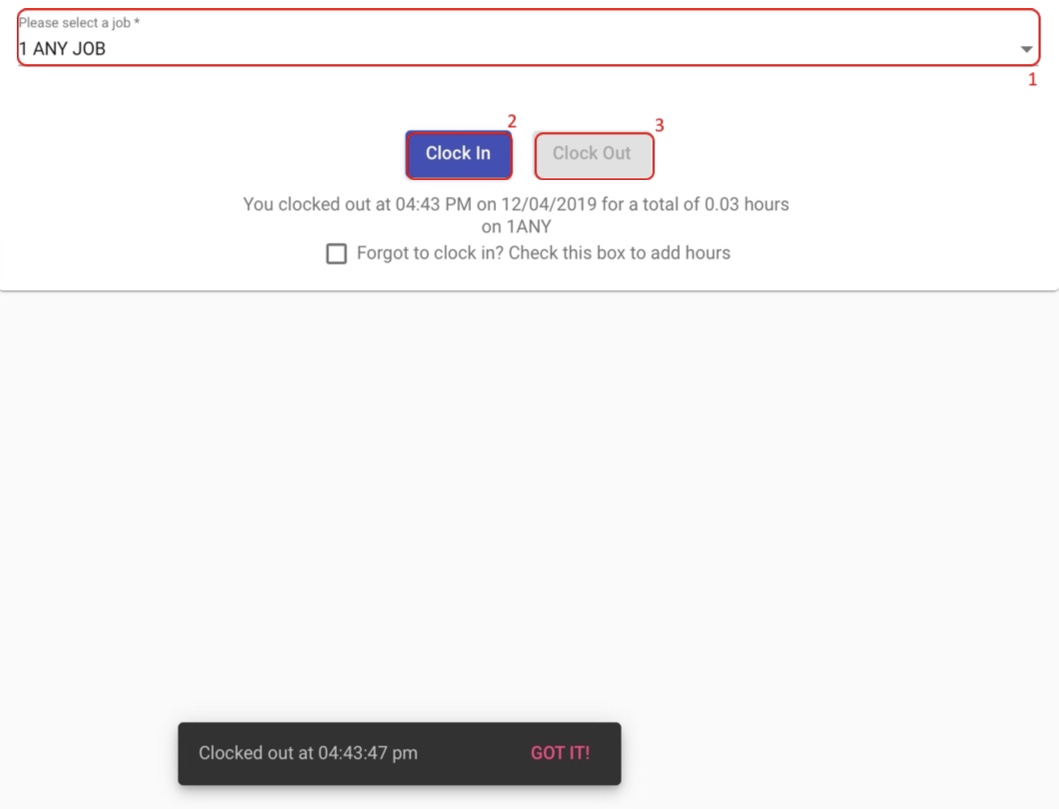 Please select a job *
1 ANY JOB
1
2
3
Clock In
Clock Out
You clocked out at 04:43 PM on 12/04/2019 for a total of 0.03 hours
on 1ANY
Forgot to clock in? Check this box to add hours
Clocked out at 04:43:47 pm
GOT IT!